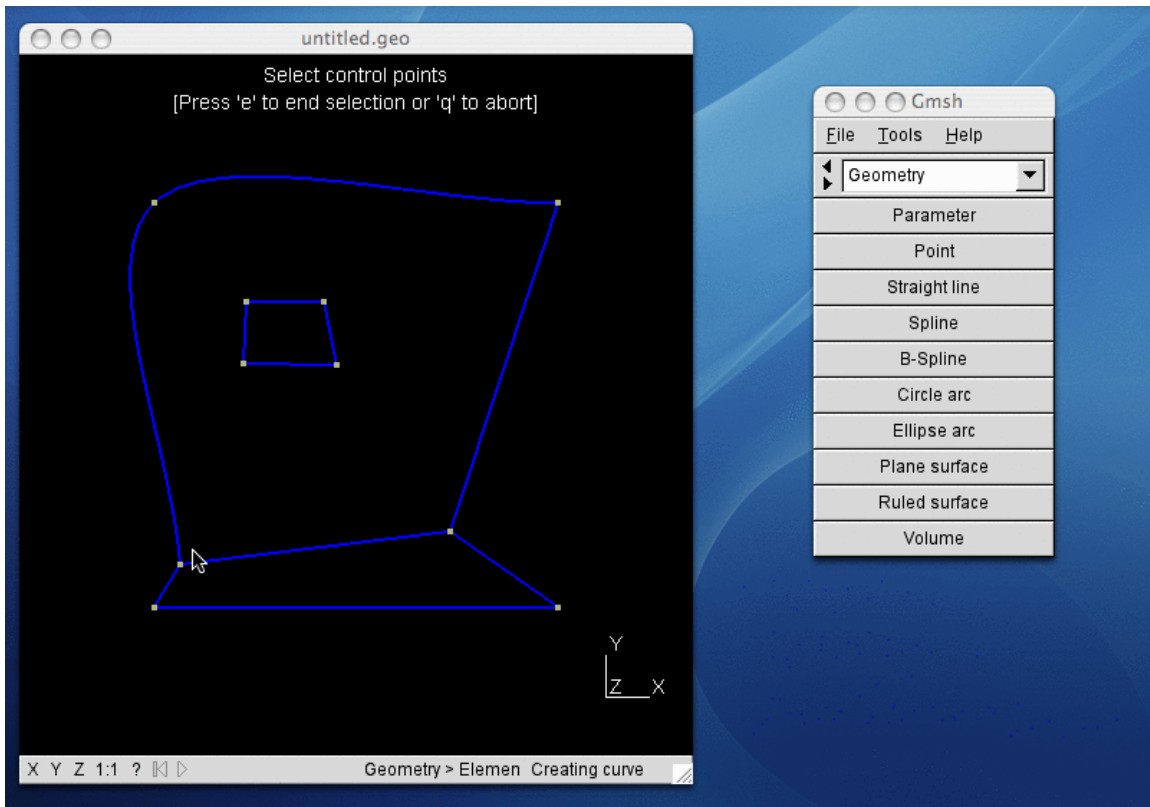 untitled.geo
Select control points
[Press 'e' to end selection or 'q' to abort]
Y
Z X
X Y Z 1:1 ? Geometry > Elemen Creating curve
Gmsh
File Tools Help
Geometry
Parameter
Point
Straight line
Spline
B-Spline
Circle arc
Ellipse arc
Plane surface
Ruled surface
Volume